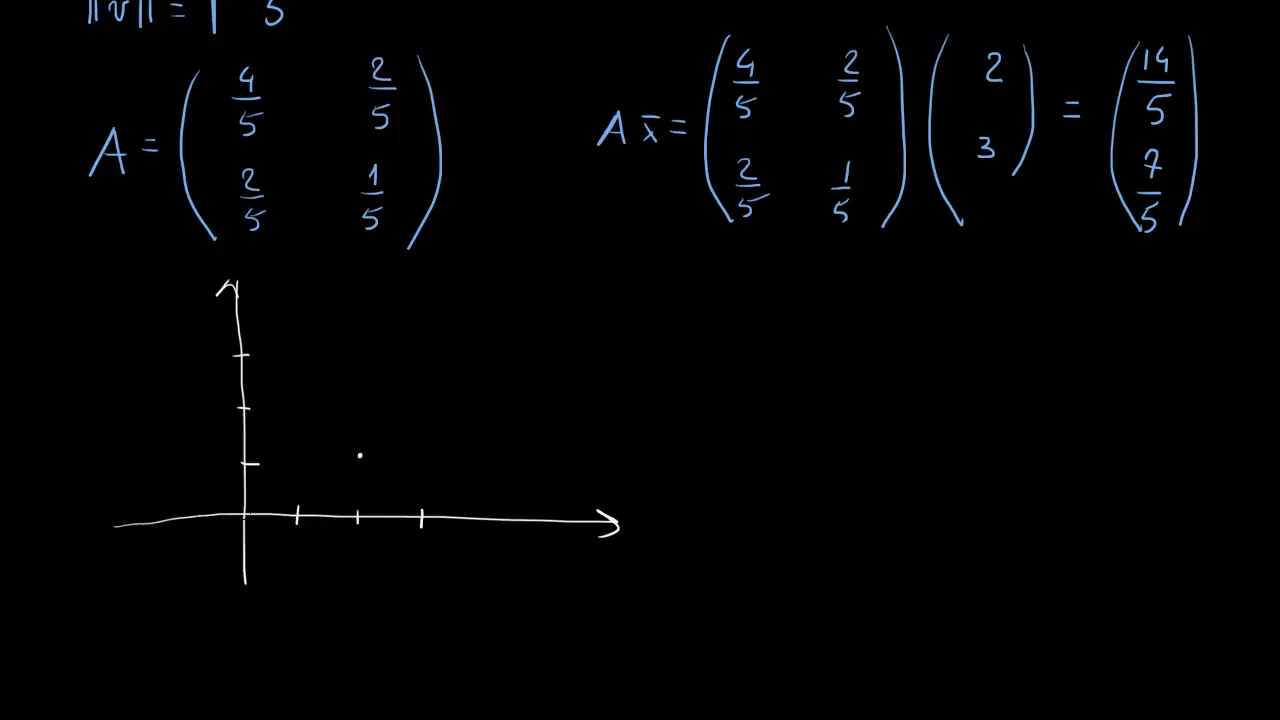 ‖v‖ = 5
A = ( 4/5 2/5 ; 2/5 1/5 )
A x̄ = ( 4/5 2/5 ; 2/5 1/5 ) ( 2 ; 3 ) = ( 14/5 ; 7/5 )